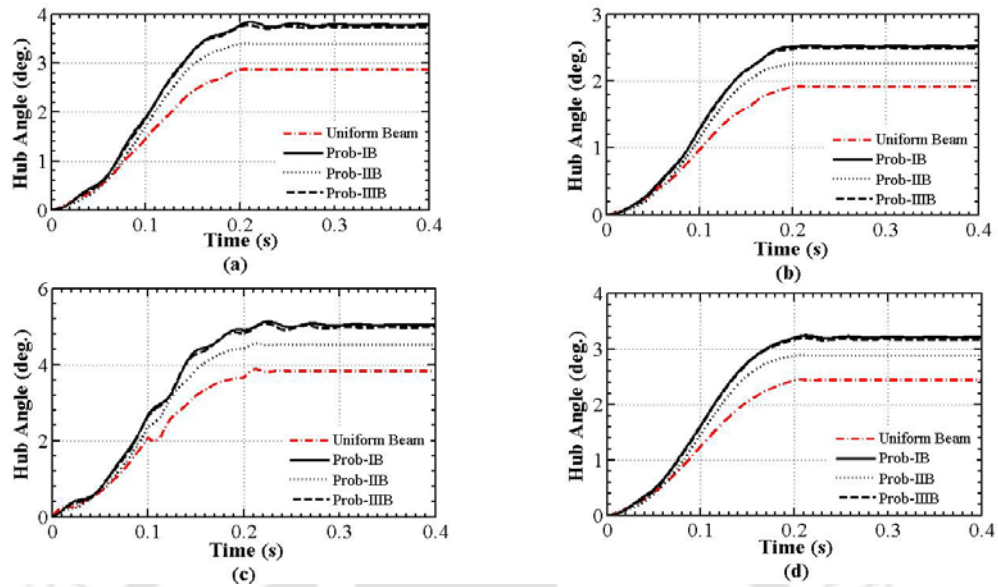 4
3
2
1
0
Hub Angle (deg.)
Uniform Beam
Prob-IB
Prob-IIB
Prob-IIIB
0 0.1 0.2 0.3 0.4
Time (s)
(a)
3
2
1
0
Hub Angle (deg.)
Uniform Beam
Prob-IB
Prob-IIB
Prob-IIIB
0 0.1 0.2 0.3 0.4
Time (s)
(b)
6
4
2
0
Hub Angle (deg.)
Uniform Beam
Prob-IB
Prob-IIB
Prob-IIIB
0 0.1 0.2 0.3 0.4
Time (s)
(c)
4
3
2
1
0
Hub Angle (deg.)
Uniform Beam
Prob-IB
Prob-IIB
Prob-IIIB
0 0.1 0.2 0.3 0.4
Time (s)
(d)